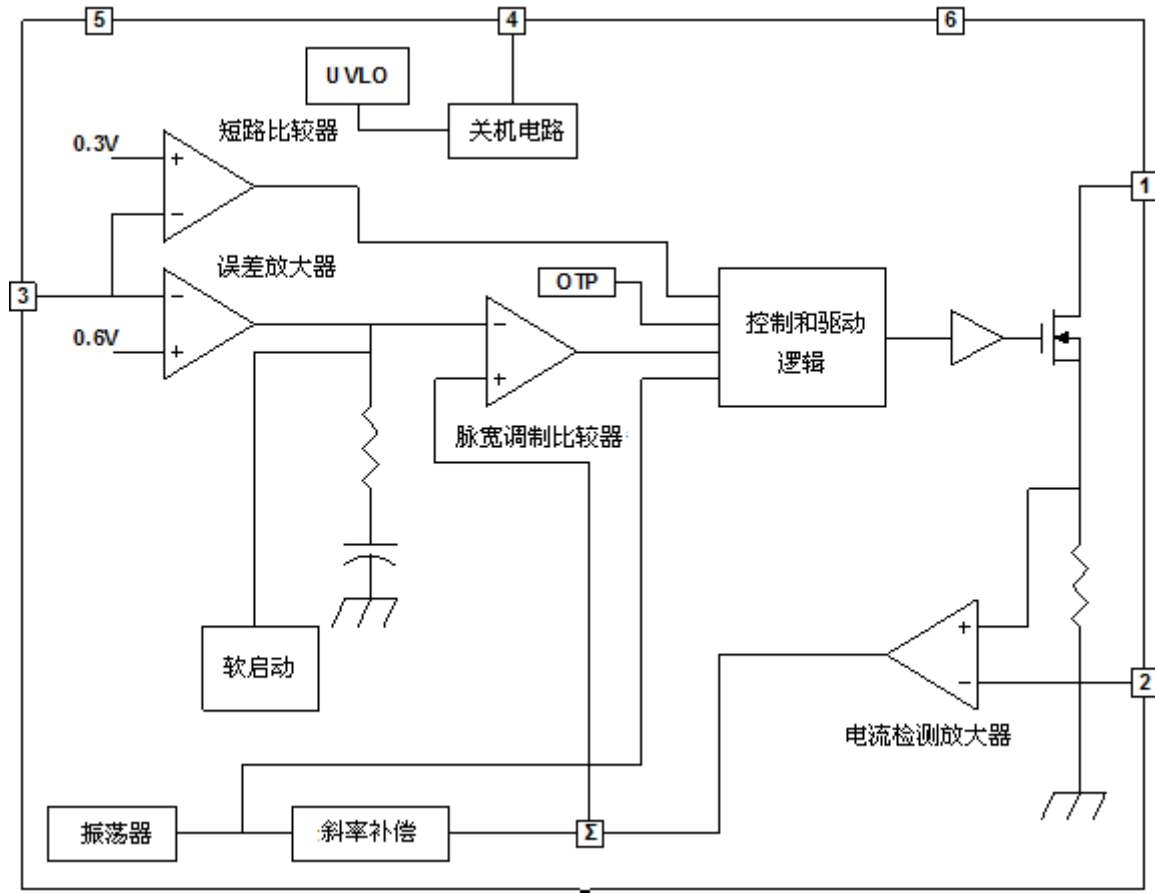 5
4
6
UVLO
关机电路
短路比较器
0.3V
+
−
1
误差放大器
3
−
+
0.6V
OTP
−
+
控制和驱动
逻辑
脉宽调制比较器
软启动
+
−
2
电流检测放大器
振荡器
斜率补偿
Σ